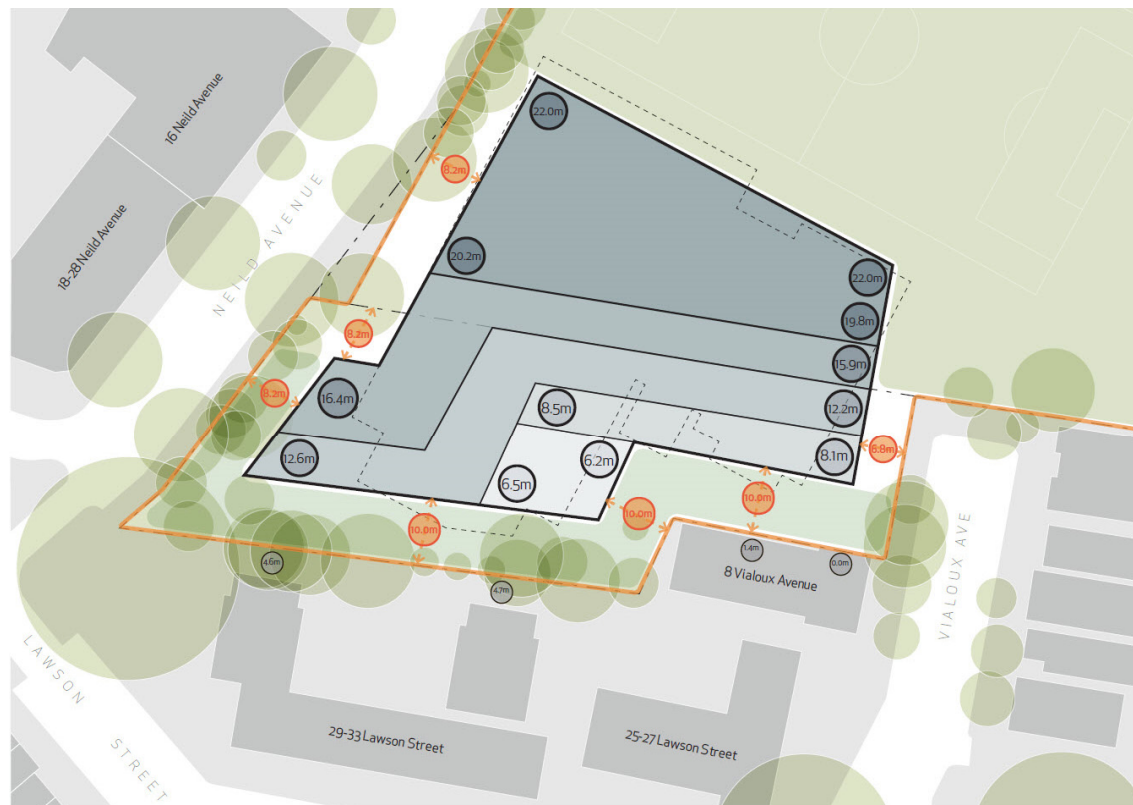 22.0m
16 Neild Avenue
8.2m
18-28 Neild Avenue
NEILD AVENUE
20.2m
22.0m
19.8m
8.2m
15.9m
8.2m
16.4m
8.5m
12.2m
12.6m
6.2m
8.1m
6.8m
6.5m
10.0m
10.0m
10.0m
4.6m
1.4m
0.0m
8 Vialoux Avenue
4.7m
VIALOUX AVE
LAWSON STREET
29-33 Lawson Street
25-27 Lawson Street